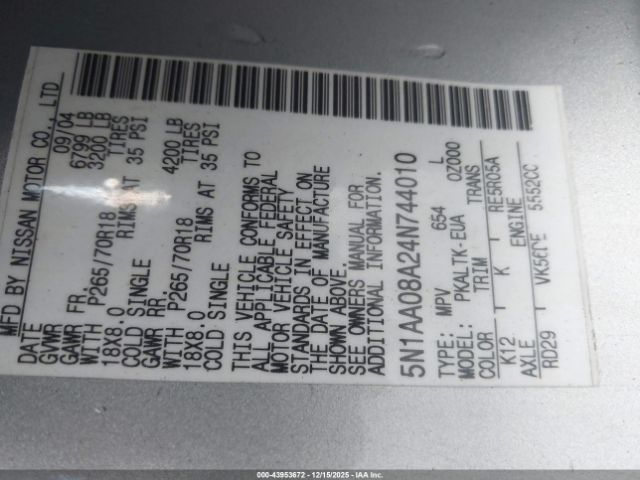 MFD BY NISSAN MOTOR CO., LTD
DATE 09/04
GVWR 6799 LB
GAWR FR. 3200 LB
WITH P265/70R18 TIRES
18X8.0 RIMS AT 35 PSI
COLD SINGLE
GAWR RR. 4200 LB
WITH P265/70R18 TIRES
18X8.0 RIMS AT 35 PSI
COLD SINGLE
THIS VEHICLE CONFORMS TO
ALL APPLICABLE FEDERAL
MOTOR VEHICLE SAFETY
STANDARDS IN EFFECT ON
THE DATE OF MANUFACTURE
SHOWN ABOVE.
SEE OWNERS MANUAL FOR
ADDITIONAL INFORMATION.
5N1AA08A24N744010
TYPE: MPV 654 L
MODEL: PKALITK-EUA QZ000
COLOR TRIM TRANS
K12 K RE5R05A
AXLE ENGINE
RD29 VK56DE 5552CC
000-43953672 - 12/15/2025 - IAA Inc.